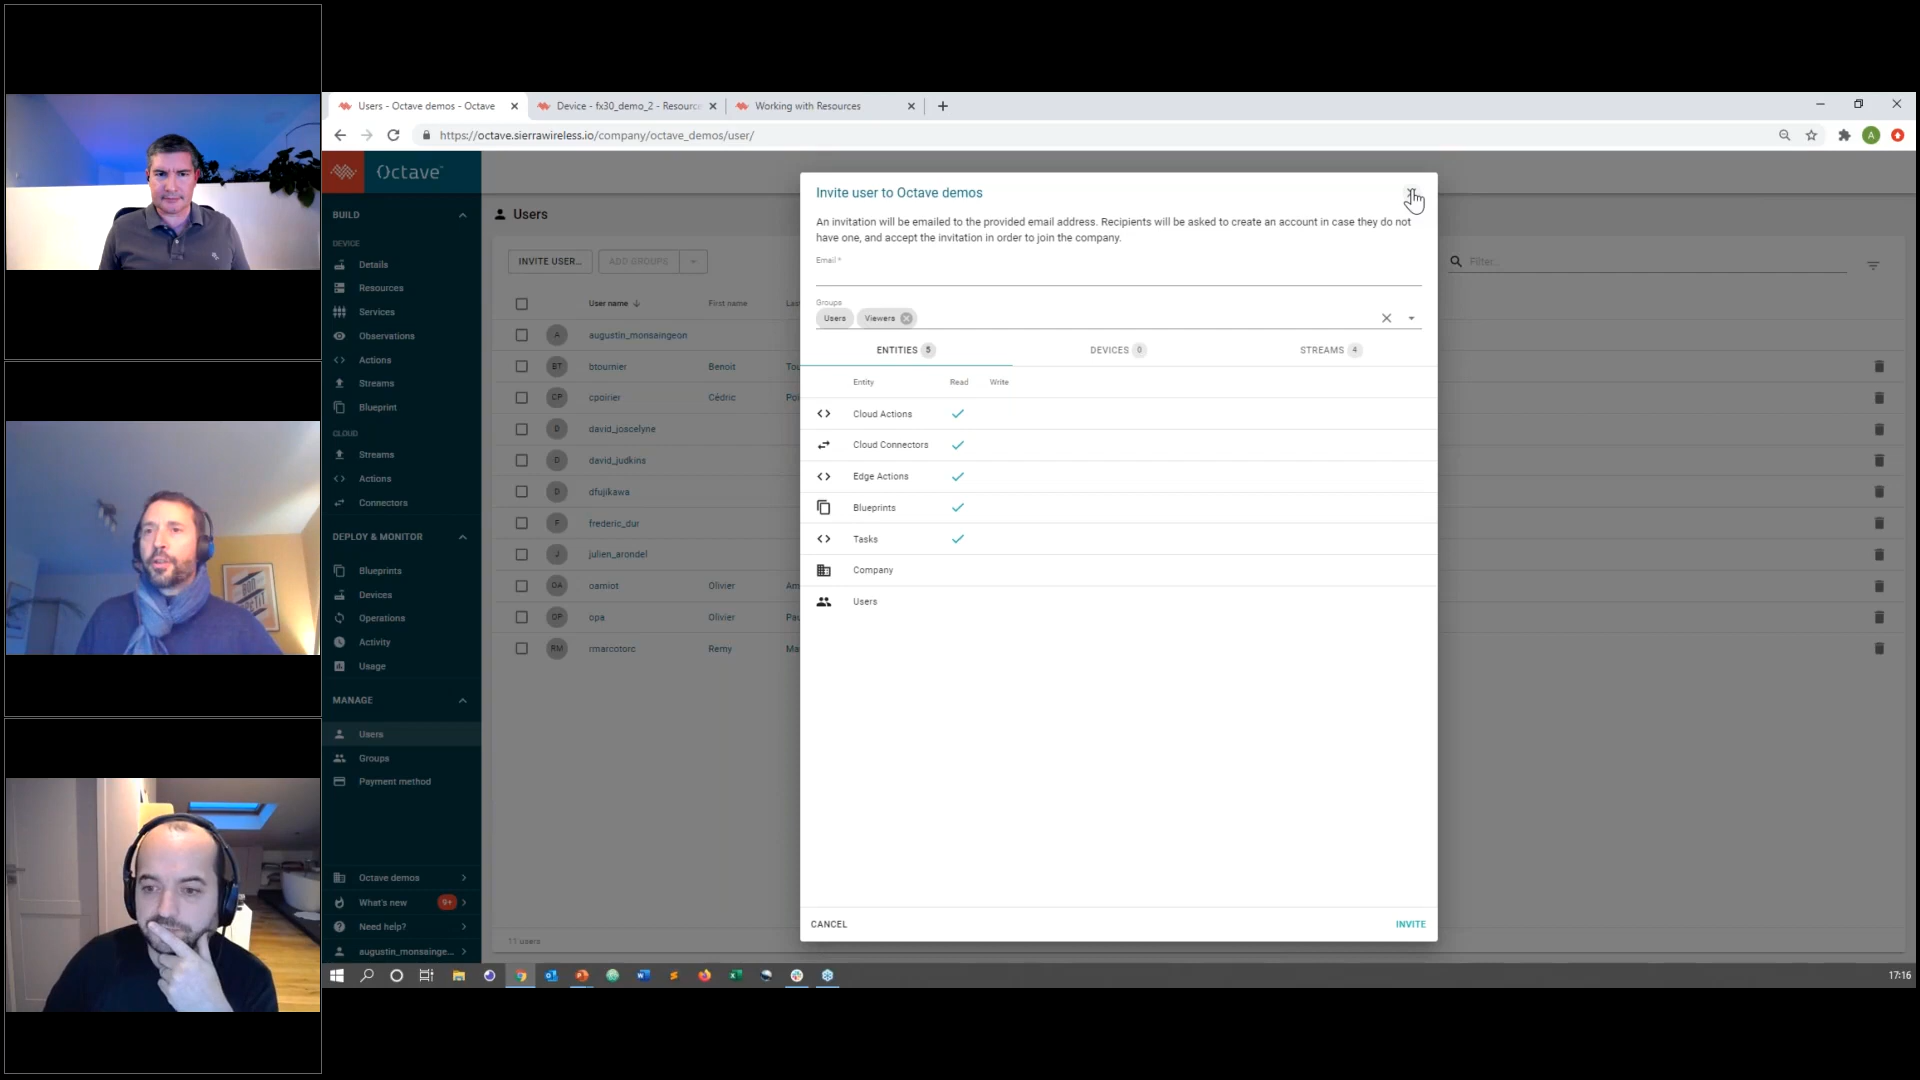 Users - Octave demos - Octave
Device - fx30_demo_2 - Resource
Working with Resources
https://octave.sierrawireless.io/company/octave_demos/user/
A
Octave
BUILD
DEVICE
Details
Resources
Services
Observations
Actions
Streams
Blueprint
CLOUD
Streams
Actions
Connectors
DEPLOY & MONITOR
Blueprints
Devices
Operations
Activity
Usage
MANAGE
Users
Groups
Payment method
Octave demos
What's new 9+
Need help?
augustin_monsainge...
Users
INVITE USER... ADD GROUPS
Filter...
User name First name
A augustin_monsaingeon
BT btournier Benoit
CP cpoirier Cédric
D david_joscelyne
D david_judkins
D dfujikawa
F frederic_dur
J julien_arondel
OA oamiot Olivier
OP opa Olivier
RM rmarcotorc Remy
11 users
Invite user to Octave demos
An invitation will be emailed to the provided email address. Recipients will be asked to create an account in case they do not
have one, and accept the invitation in order to join the company.
Email *
Groups
Users Viewers
ENTITIES 5 DEVICES 0 STREAMS 4
Entity Read Write
Cloud Actions
Cloud Connectors
Edge Actions
Blueprints
Tasks
Company
Users
CANCEL INVITE
17:16